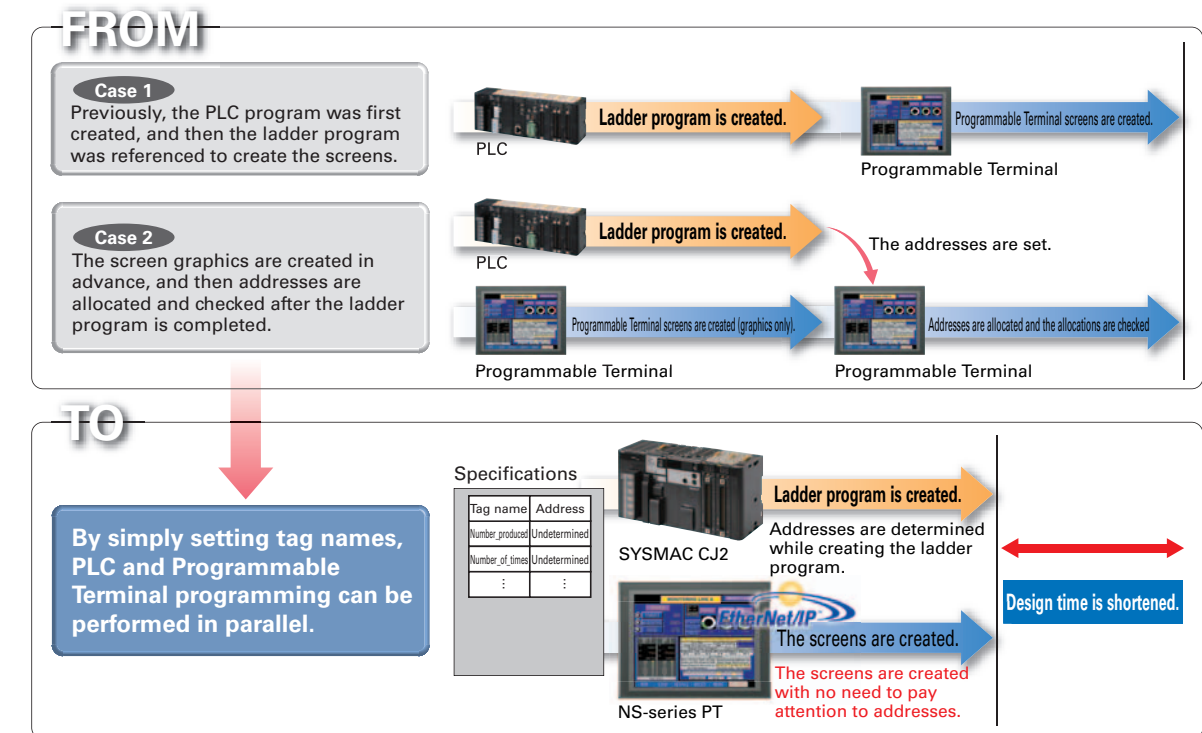 FROM
Case 1
Previously, the PLC program was first
created, and then the ladder program
was referenced to create the screens.
PLC
Ladder program is created.
Programmable Terminal
Programmable Terminal screens are created.
Case 2
The screen graphics are created in
advance, and then addresses are
allocated and checked after the ladder
program is completed.
PLC
Ladder program is created.
The addresses are set.
Programmable Terminal screens are created (graphics only).
Programmable Terminal
Addresses are allocated and the allocations are checked
Programmable Terminal
TO
By simply setting tag names,
PLC and Programmable
Terminal programming can be
performed in parallel.
Specifications
Tag name Address
Number_produced Undetermined
Number_of_times Undetermined
⋮ ⋮
SYSMAC CJ2
Ladder program is created.
Addresses are determined
while creating the ladder
program.
EtherNet/IP™
NS-series PT
The screens are created.
The screens are created
with no need to pay
attention to addresses.
Design time is shortened.